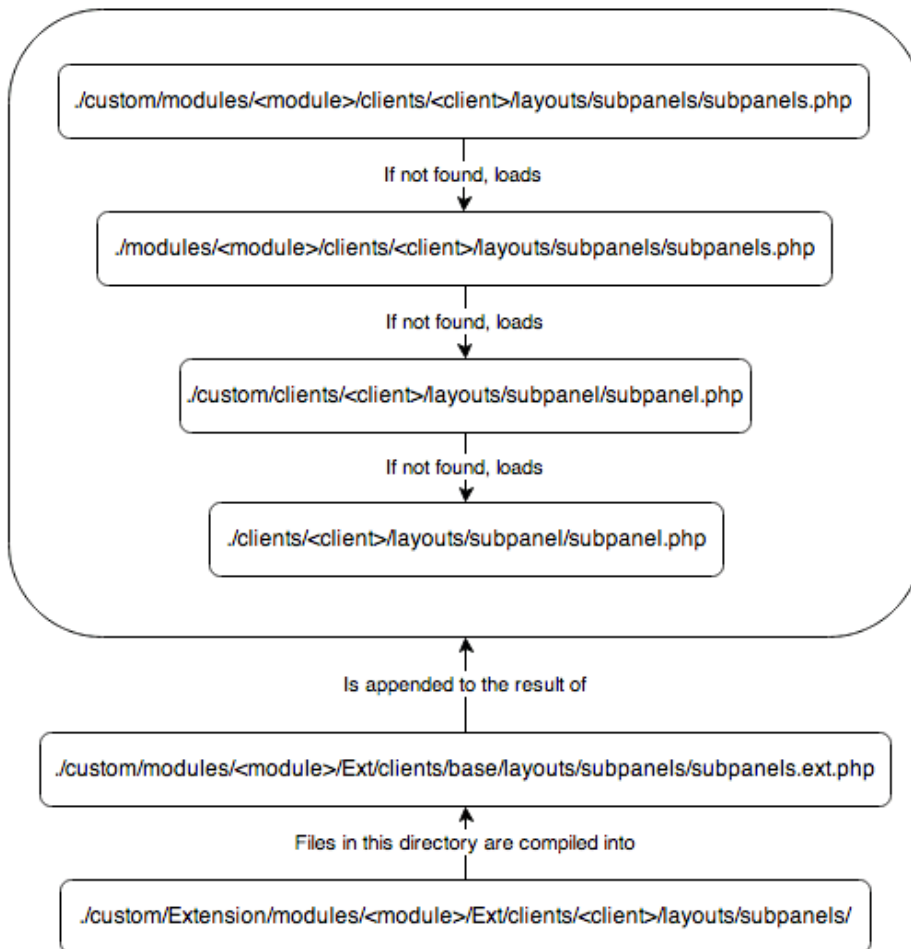 ./custom/modules/<module>/clients/<client>/layouts/subpanels/subpanels.php
If not found, loads
./modules/<module>/clients/<client>/layouts/subpanels/subpanels.php
If not found, loads
./custom/clients/<client>/layouts/subpanel/subpanel.php
If not found, loads
./clients/<client>/layouts/subpanel/subpanel.php
Is appended to the result of
./custom/modules/<module>/Ext/clients/base/layouts/subpanels/subpanels.ext.php
Files in this directory are compiled into
./custom/Extension/modules/<module>/Ext/clients/<client>/layouts/subpanels/